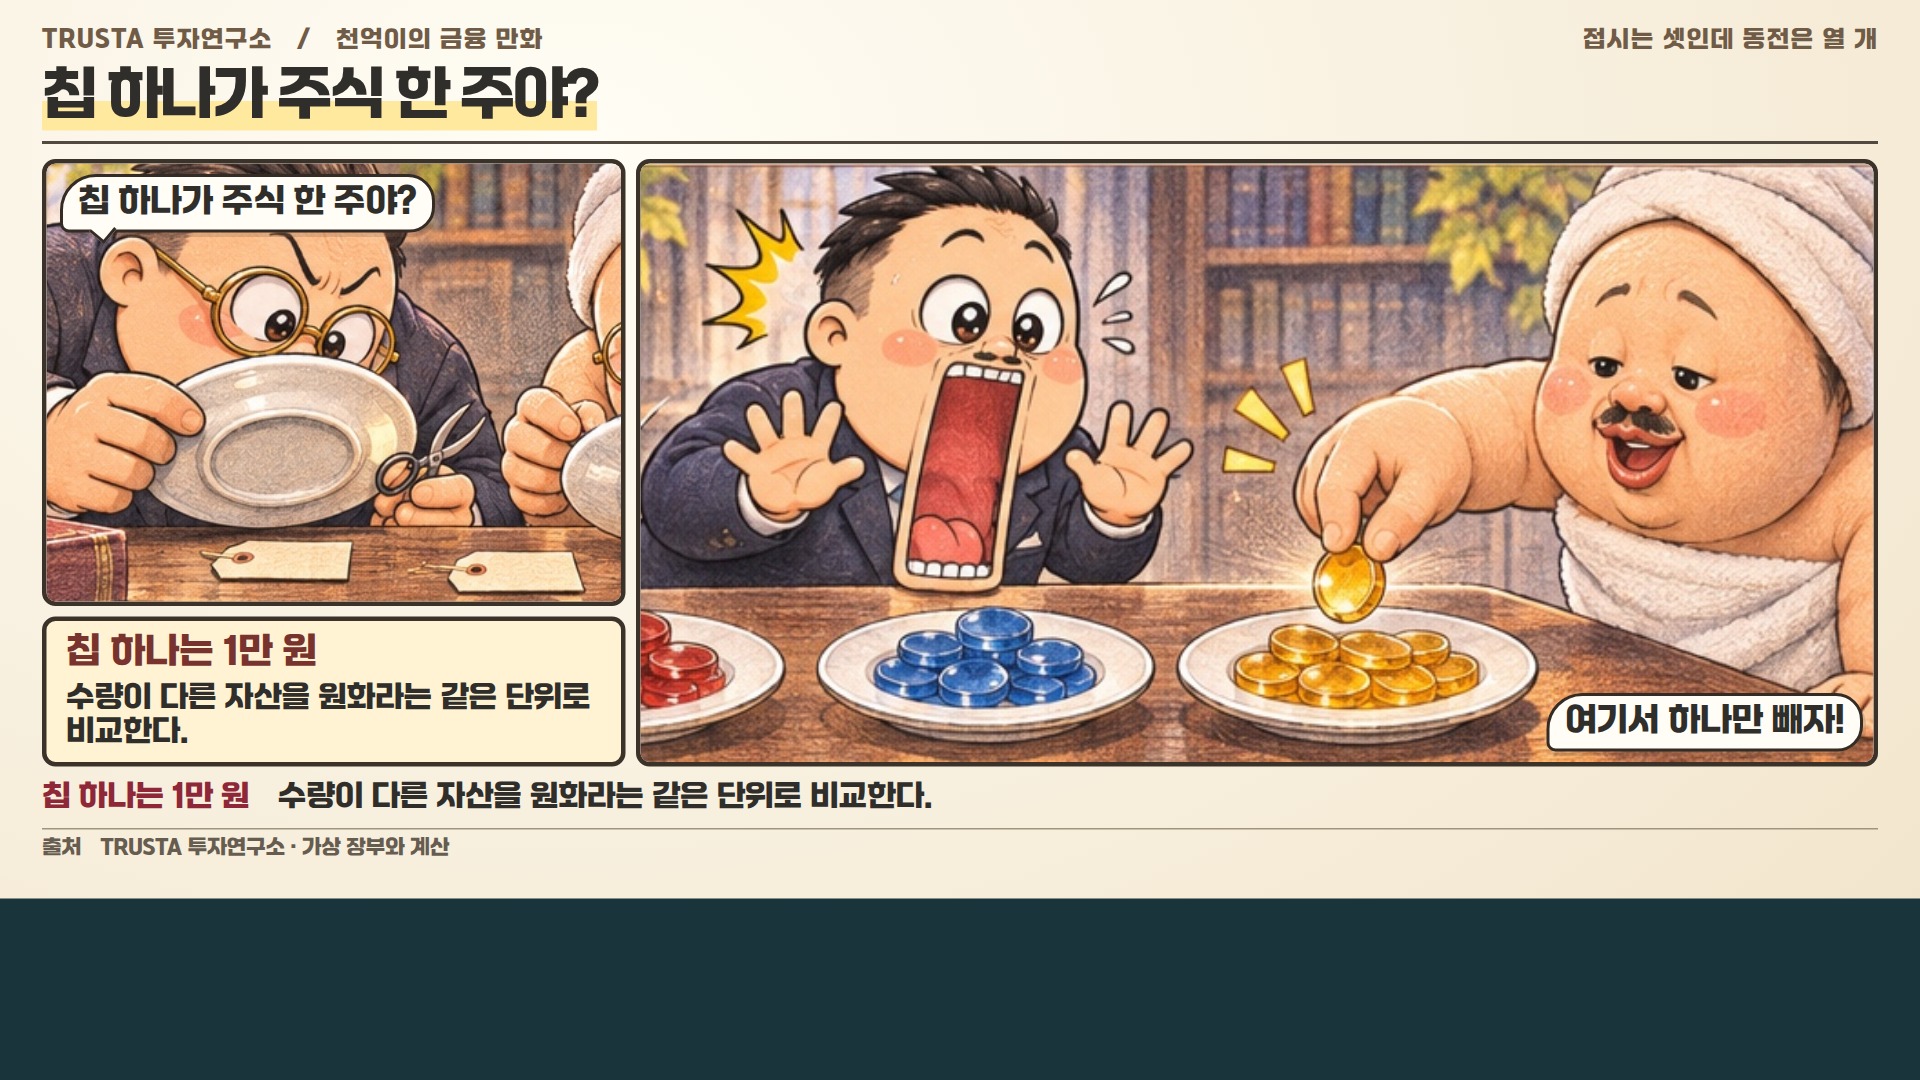 TRUSTA 투자연구소 / 천억이의 금융 만화
접시는 셋인데 동전은 열 개
칩 하나가 주식 한 주야?
칩 하나가 주식 한 주야?
칩 하나는 1만 원
수량이 다른 자산을 원화라는 같은 단위로
비교한다.
여기서 하나만 빼자!
칩 하나는 1만 원 수량이 다른 자산을 원화라는 같은 단위로 비교한다.
출처 TRUSTA 투자연구소 · 가상 장부와 계산